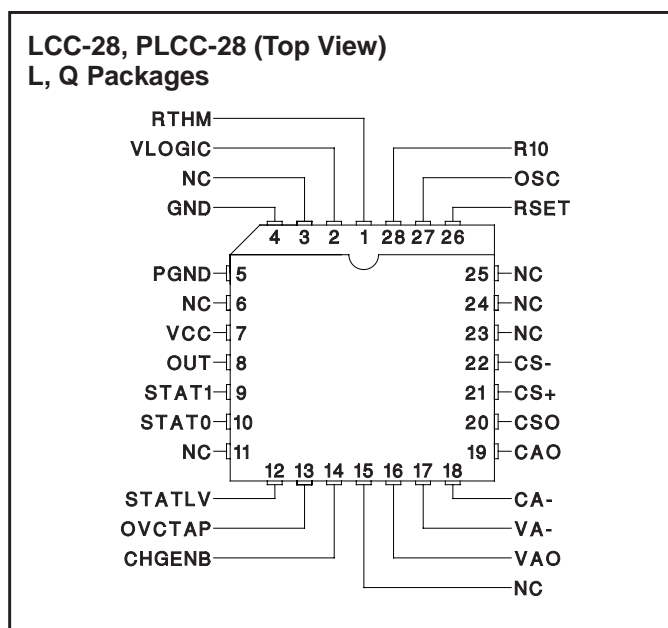 LCC-28, PLCC-28 (Top View)
L, Q Packages
RTHM
VLOGIC
R10
NC
OSC
GND
RSET
4 3 2 1 28 27 26
PGND 5 25 NC
NC 6 24 NC
VCC 7 23 NC
OUT 8 22 CS-
STAT1 9 21 CS+
STAT0 10 20 CSO
NC 11 19 CAO
12 13 14 15 16 17 18
STATLV CA-
OVCTAP VA-
CHGENB VAO
NC